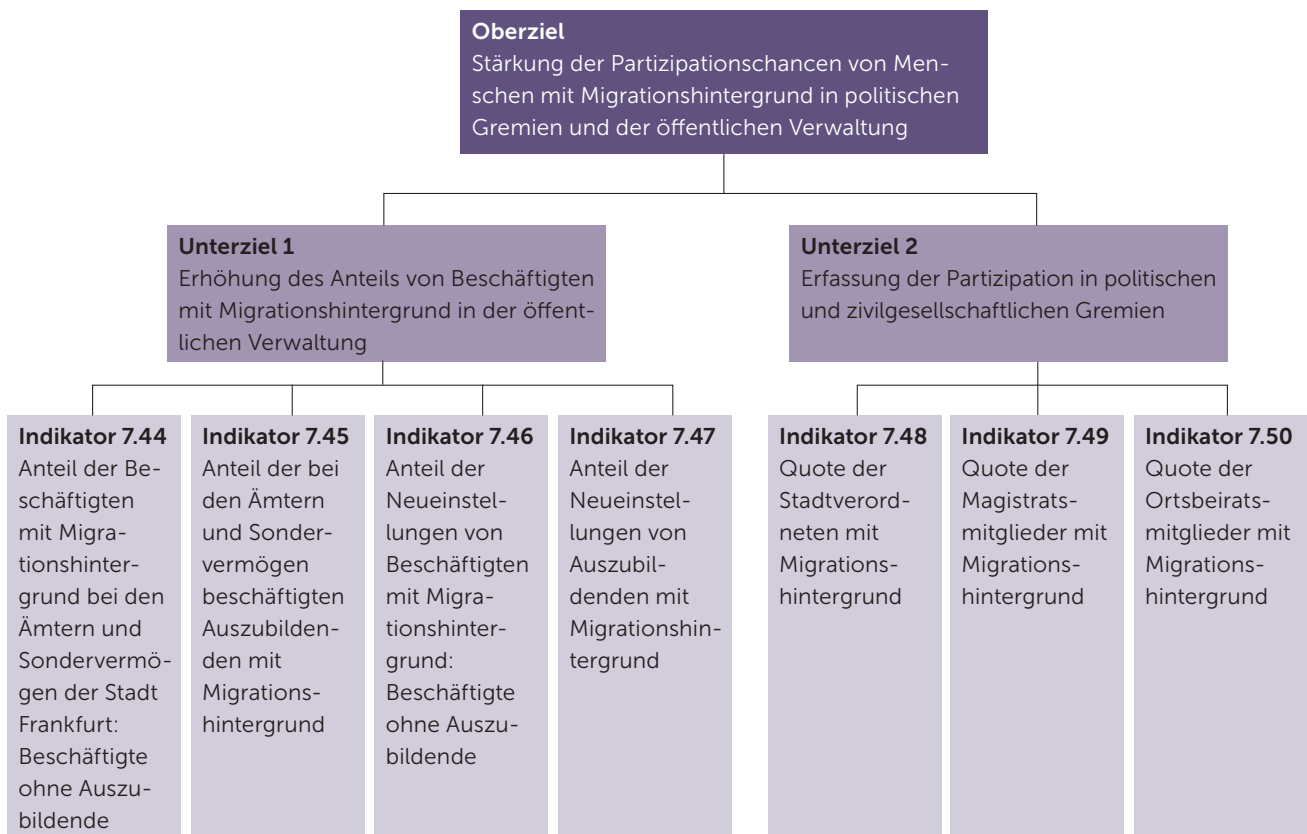 Oberziel
Stärkung der Partizipationschancen von Men-
schen mit Migrationshintergrund in politischen
Gremien und der öffentlichen Verwaltung
Unterziel 1
Erhöhung des Anteils von Beschäftigten
mit Migrationshintergrund in der öffent-
lichen Verwaltung
Unterziel 2
Erfassung der Partizipation in politischen
und zivilgesellschaftlichen Gremien
Indikator 7.44
Anteil der Be-
schäftigten
mit Migra-
tionshinter-
grund bei den
Ämtern und
Sondervermö-
gen der Stadt
Frankfurt:
Beschäftigte
ohne Auszu-
bildende
Indikator 7.45
Anteil der bei
den Ämtern
und Sonder-
vermögen
beschäftigten
Auszubilden-
den mit
Migrations-
hintergrund
Indikator 7.46
Anteil der
Neueinstel-
lungen von
Beschäftigten
mit Migra-
tionshinter-
grund:
Beschäftigte
ohne Auszu-
bildende
Indikator 7.47
Anteil der
Neueinstel-
lungen von
Auszubil-
denden mit
Migrationshin-
tergrund
Indikator 7.48
Quote der
Stadtverord-
neten mit
Migrations-
hintergrund
Indikator 7.49
Quote der
Magistrats-
mitglieder mit
Migrations-
hintergrund
Indikator 7.50
Quote der
Ortsbeirats-
mitglieder mit
Migrations-
hintergrund